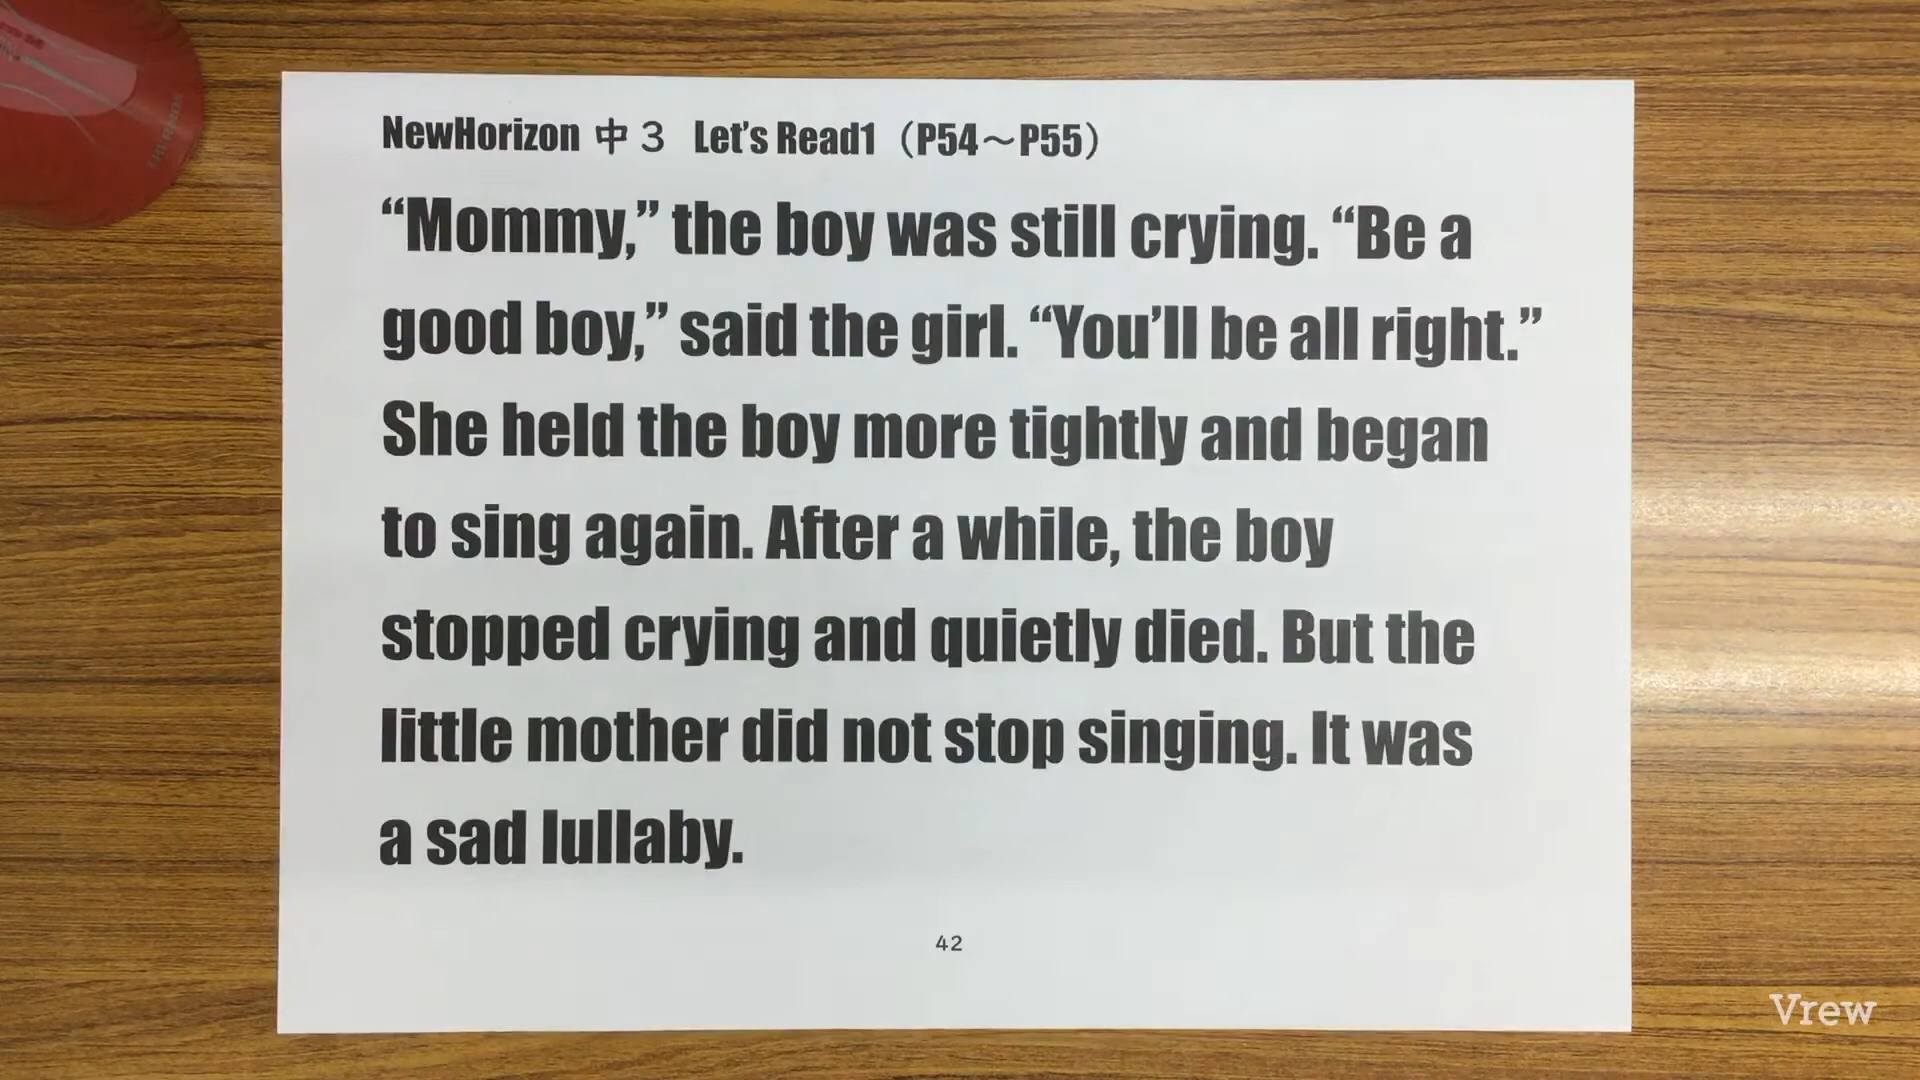 NewHorizon 中３ Let's Read1（P54～P55）
“Mommy,” the boy was still crying. “Be a
good boy,” said the girl. “You’ll be all right.”
She held the boy more tightly and began
to sing again. After a while, the boy
stopped crying and quietly died. But the
little mother did not stop singing. It was
a sad lullaby.
42
Vrew